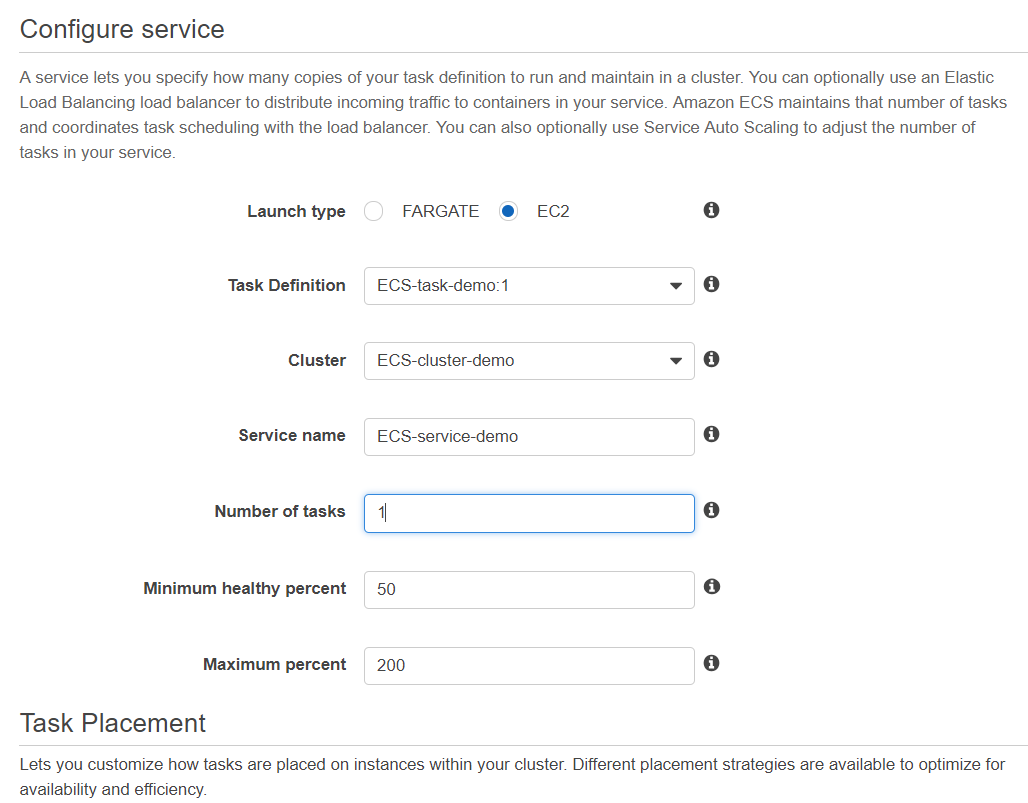 Configure service
A service lets you specify how many copies of your task definition to run and maintain in a cluster. You can optionally use an Elastic
Load Balancing load balancer to distribute incoming traffic to containers in your service. Amazon ECS maintains that number of tasks
and coordinates task scheduling with the load balancer. You can also optionally use Service Auto Scaling to adjust the number of
tasks in your service.
Launch type FARGATE EC2
Task Definition ECS-task-demo:1
Cluster ECS-cluster-demo
Service name ECS-service-demo
Number of tasks 1
Minimum healthy percent 50
Maximum percent 200
Task Placement
Lets you customize how tasks are placed on instances within your cluster. Different placement strategies are available to optimize for
availability and efficiency.